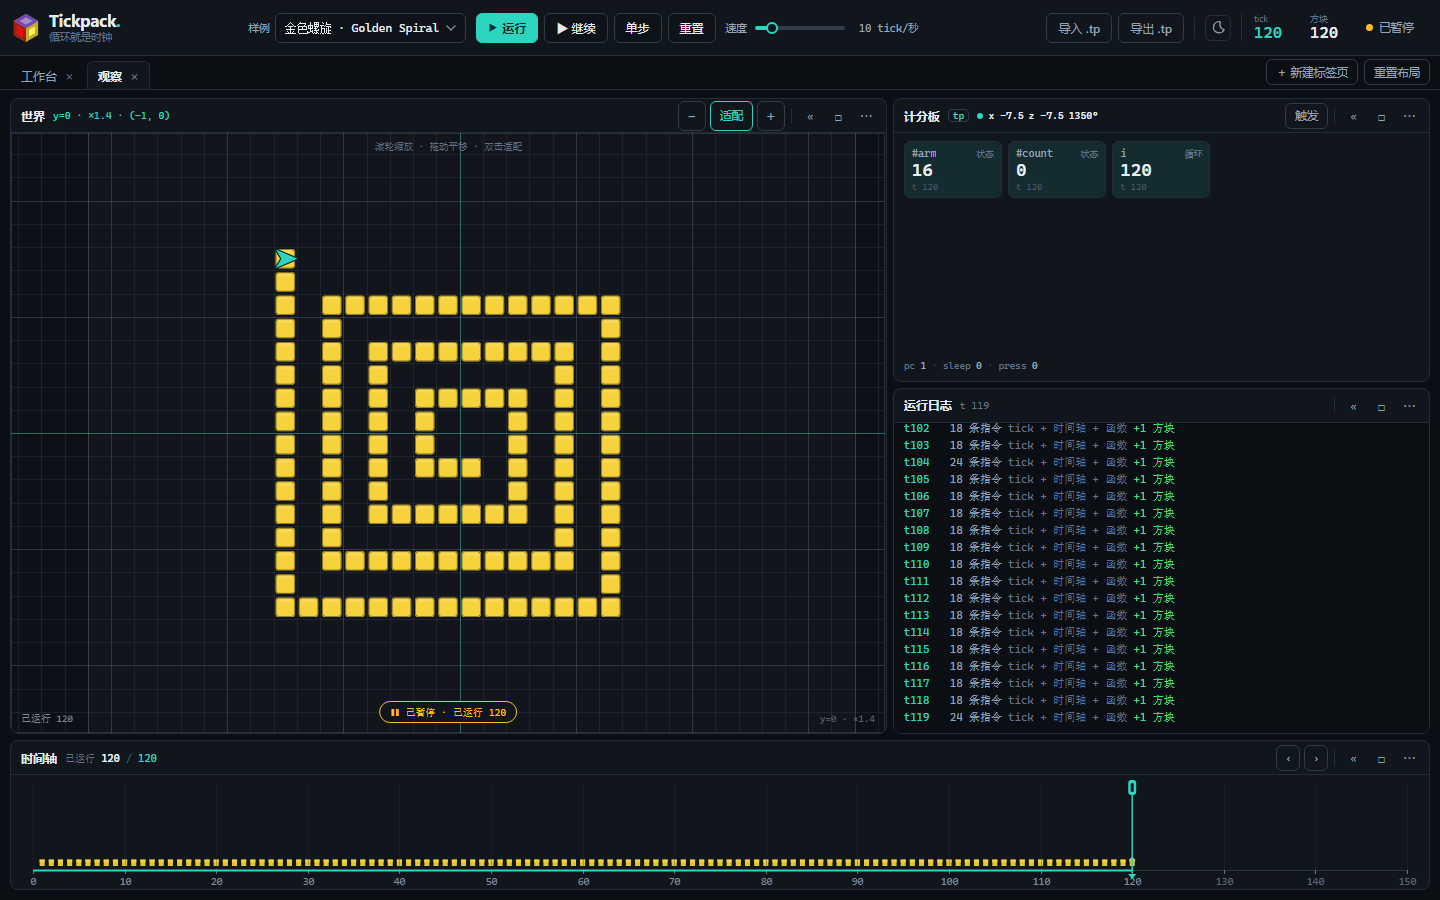 Tickpack.
循环就是时钟
样例 金色螺旋 · Golden Spiral 运行 继续 单步 重置 速度 10 tick/秒 导入 .tp 导出 .tp
tick
120
方块
120
已暂停
工作台 × 观察 × + 新建标签页 重置布局
世界 y=0 · ×1.4 · (−1, 0) − 适配 + « □ ⋯
滚轮缩放 · 拖动平移 · 双击适配
已暂停 · 已运行 120
已运行 120 y=0 · ×1.4
计分板 tp x −7.5 z −7.5 1350° 触发 « □ ⋯
#arm 状态
16
t 120
#count 状态
0
t 120
i 循环
120
t 120
pc 1 · sleep 0 · press 0
运行日志 t 119 « □ ⋯
t102 18 条指令 tick + 时间轴 + 函数 +1 方块
t103 18 条指令 tick + 时间轴 + 函数 +1 方块
t104 24 条指令 tick + 时间轴 + 函数 +1 方块
t105 18 条指令 tick + 时间轴 + 函数 +1 方块
t106 18 条指令 tick + 时间轴 + 函数 +1 方块
t107 18 条指令 tick + 时间轴 + 函数 +1 方块
t108 18 条指令 tick + 时间轴 + 函数 +1 方块
t109 18 条指令 tick + 时间轴 + 函数 +1 方块
t110 18 条指令 tick + 时间轴 + 函数 +1 方块
t111 18 条指令 tick + 时间轴 + 函数 +1 方块
t112 18 条指令 tick + 时间轴 + 函数 +1 方块
t113 18 条指令 tick + 时间轴 + 函数 +1 方块
t114 18 条指令 tick + 时间轴 + 函数 +1 方块
t115 18 条指令 tick + 时间轴 + 函数 +1 方块
t116 18 条指令 tick + 时间轴 + 函数 +1 方块
t117 18 条指令 tick + 时间轴 + 函数 +1 方块
t118 18 条指令 tick + 时间轴 + 函数 +1 方块
t119 24 条指令 tick + 时间轴 + 函数 +1 方块
时间轴 已运行 120 / 120 ‹ › « □ ⋯
0 10 20 30 40 50 60 70 80 90 100 110 120 130 140 150